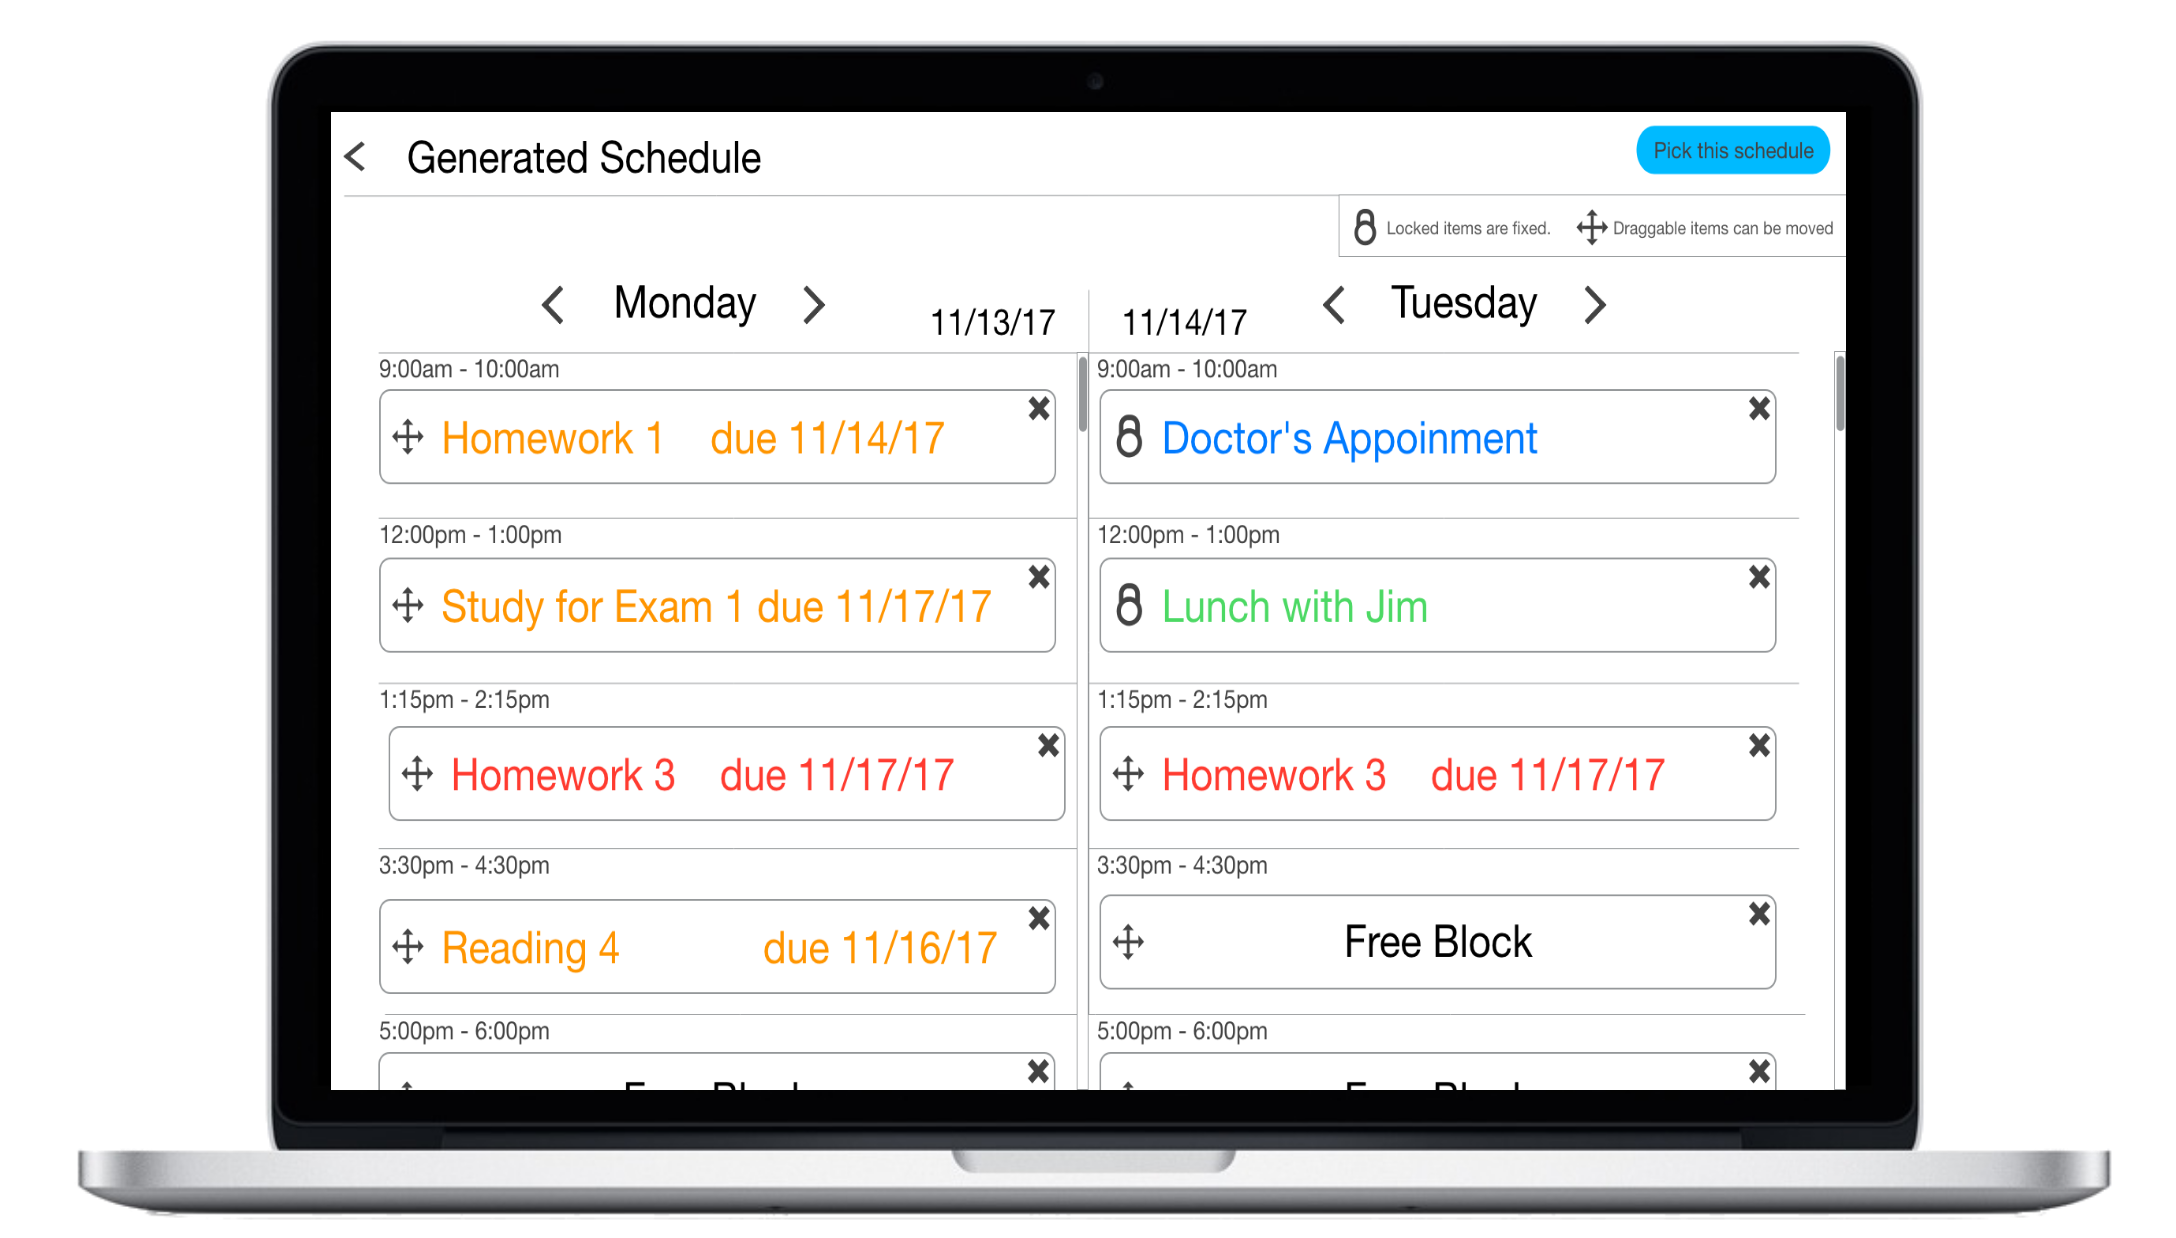 Generated Schedule
Pick this schedule
Locked items are fixed.
Draggable items can be moved
Monday
11/13/17
9:00am - 10:00am
Homework 1 due 11/14/17
12:00pm - 1:00pm
Study for Exam 1 due 11/17/17
1:15pm - 2:15pm
Homework 3 due 11/17/17
3:30pm - 4:30pm
Reading 4 due 11/16/17
5:00pm - 6:00pm
11/14/17
Tuesday
9:00am - 10:00am
Doctor's Appoinment
12:00pm - 1:00pm
Lunch with Jim
1:15pm - 2:15pm
Homework 3 due 11/17/17
3:30pm - 4:30pm
Free Block
5:00pm - 6:00pm